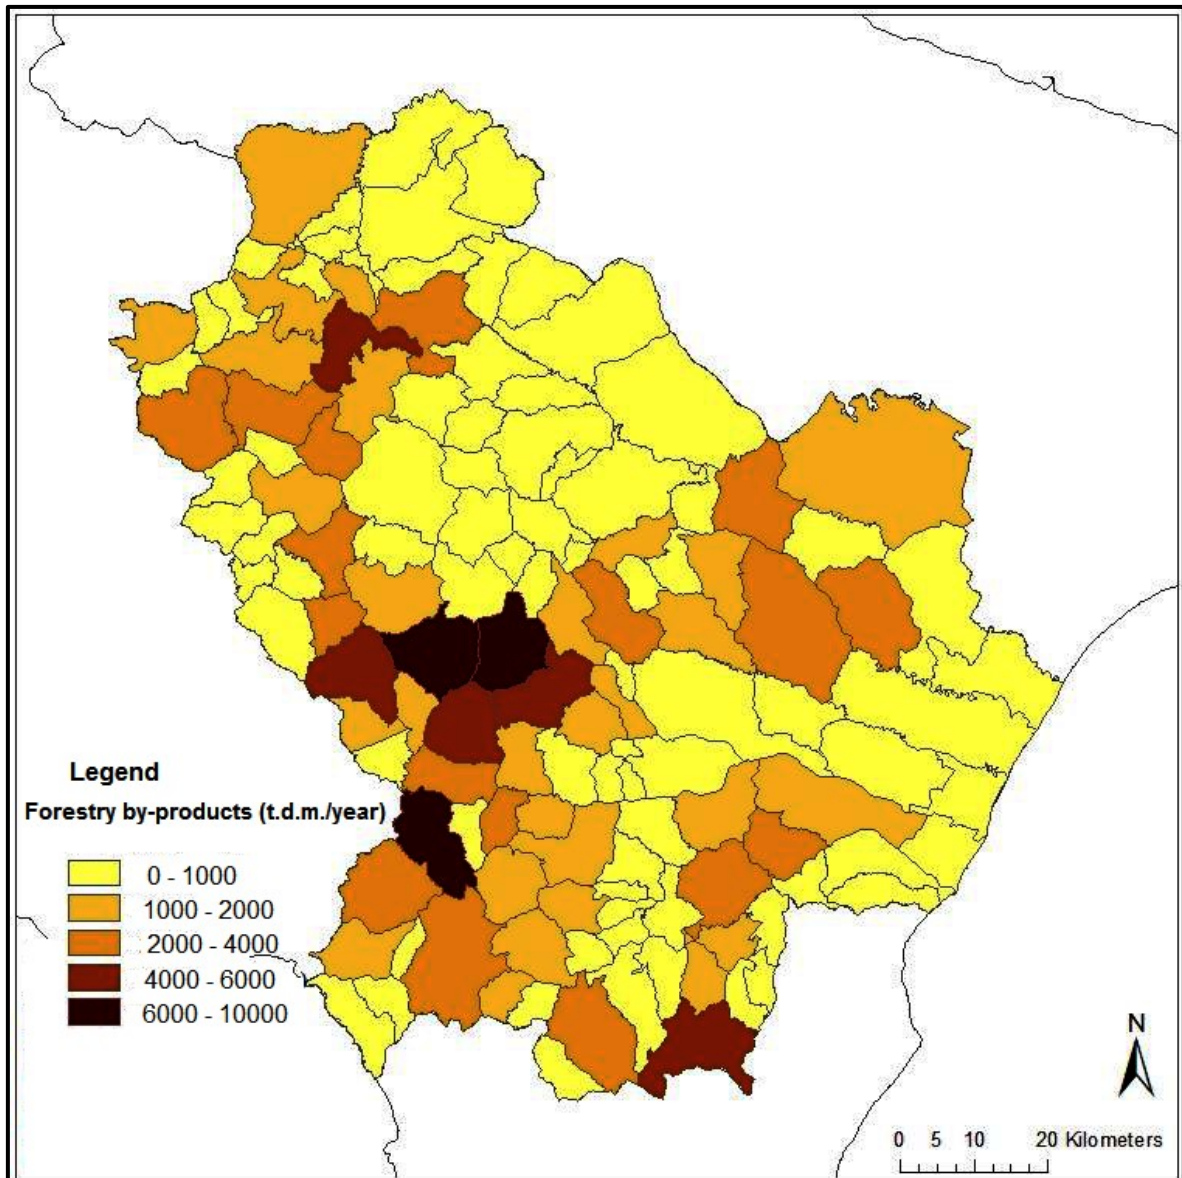 Legend
Forestry by-products (t.d.m./year)
0 - 1000
1000 - 2000
2000 - 4000
4000 - 6000
6000 - 10000
N
0 5 10 20 Kilometers